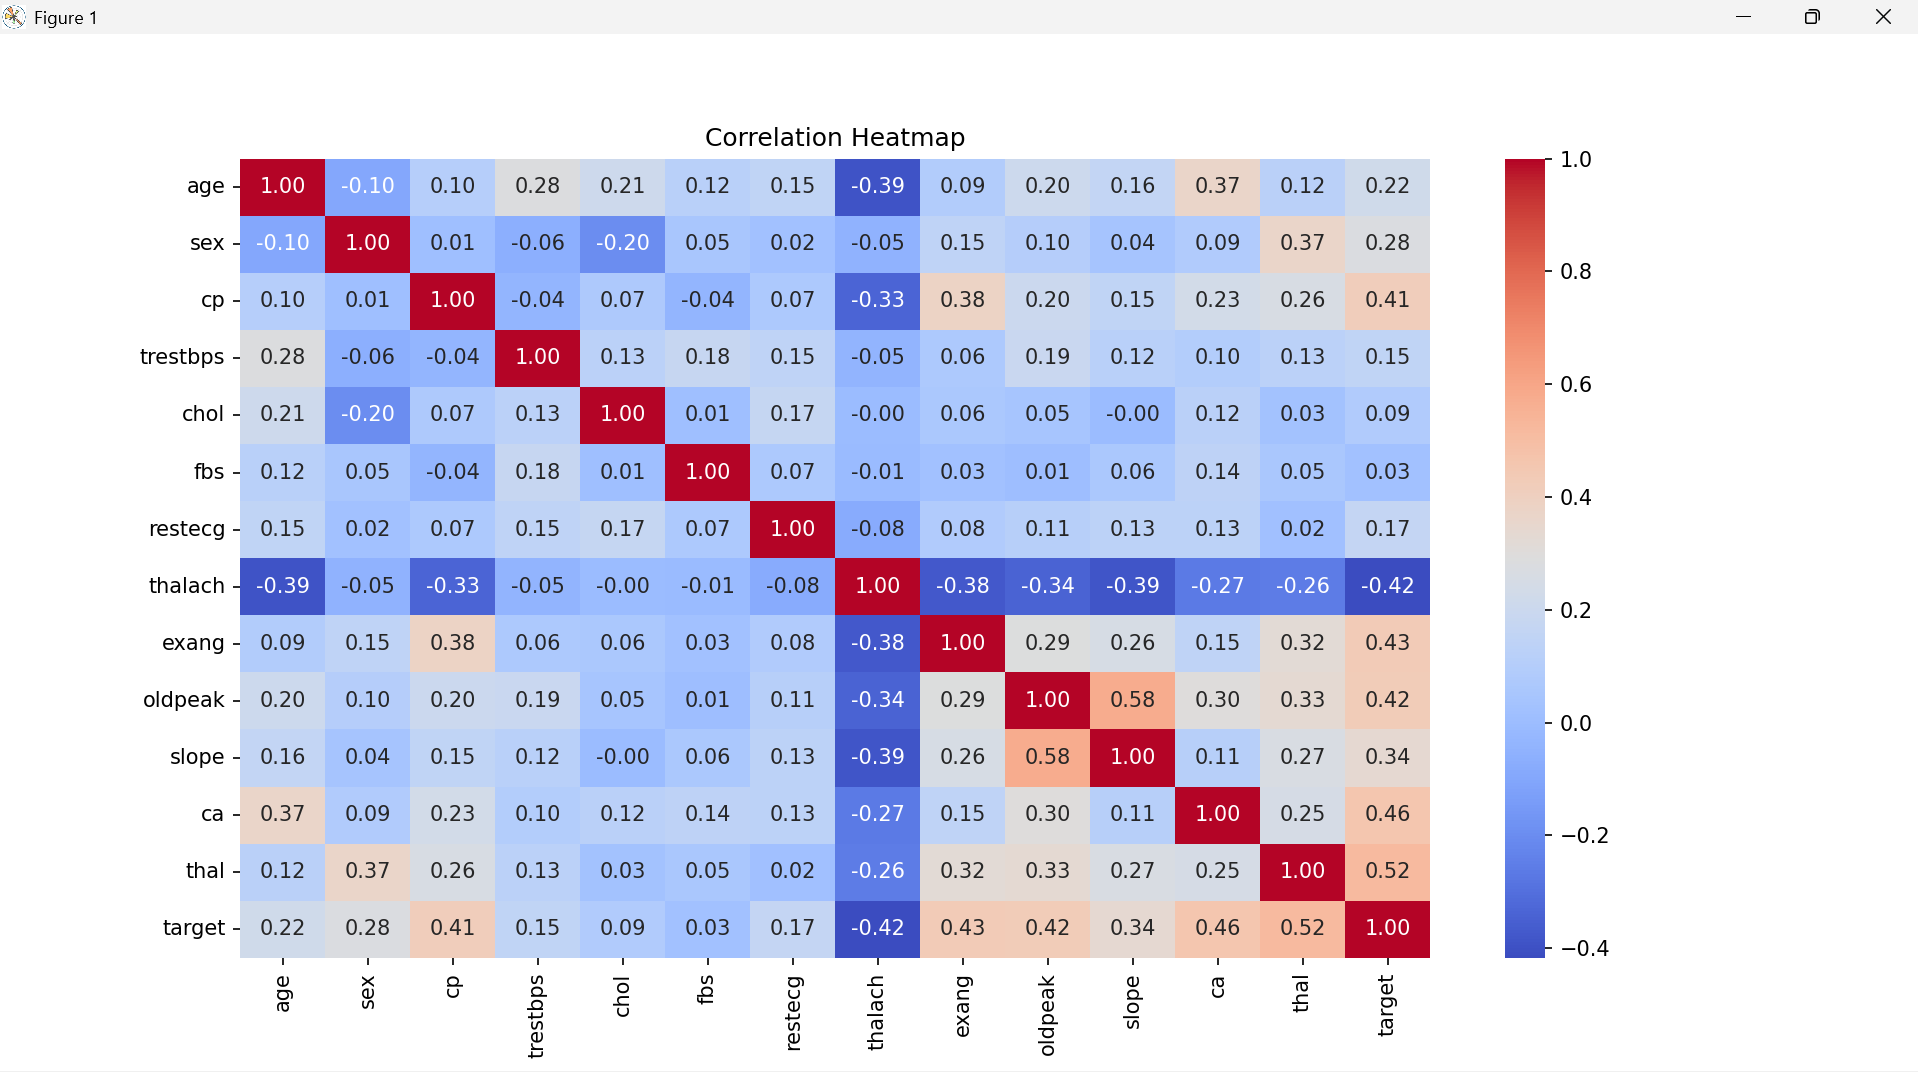 Figure 1
Correlation Heatmap
age 1.00 -0.10 0.10 0.28 0.21 0.12 0.15 -0.39 0.09 0.20 0.16 0.37 0.12 0.22
sex -0.10 1.00 0.01 -0.06 -0.20 0.05 0.02 -0.05 0.15 0.10 0.04 0.09 0.37 0.28
cp 0.10 0.01 1.00 -0.04 0.07 -0.04 0.07 -0.33 0.38 0.20 0.15 0.23 0.26 0.41
trestbps 0.28 -0.06 -0.04 1.00 0.13 0.18 0.15 -0.05 0.06 0.19 0.12 0.10 0.13 0.15
chol 0.21 -0.20 0.07 0.13 1.00 0.01 0.17 -0.00 0.06 0.05 -0.00 0.12 0.03 0.09
fbs 0.12 0.05 -0.04 0.18 0.01 1.00 0.07 -0.01 0.03 0.01 0.06 0.14 0.05 0.03
restecg 0.15 0.02 0.07 0.15 0.17 0.07 1.00 -0.08 0.08 0.11 0.13 0.13 0.02 0.17
thalach -0.39 -0.05 -0.33 -0.05 -0.00 -0.01 -0.08 1.00 -0.38 -0.34 -0.39 -0.27 -0.26 -0.42
exang 0.09 0.15 0.38 0.06 0.06 0.03 0.08 -0.38 1.00 0.29 0.26 0.15 0.32 0.43
oldpeak 0.20 0.10 0.20 0.19 0.05 0.01 0.11 -0.34 0.29 1.00 0.58 0.30 0.33 0.42
slope 0.16 0.04 0.15 0.12 -0.00 0.06 0.13 -0.39 0.26 0.58 1.00 0.11 0.27 0.34
ca 0.37 0.09 0.23 0.10 0.12 0.14 0.13 -0.27 0.15 0.30 0.11 1.00 0.25 0.46
thal 0.12 0.37 0.26 0.13 0.03 0.05 0.02 -0.26 0.32 0.33 0.27 0.25 1.00 0.52
target 0.22 0.28 0.41 0.15 0.09 0.03 0.17 -0.42 0.43 0.42 0.34 0.46 0.52 1.00
age sex cp trestbps chol fbs restecg thalach exang oldpeak slope ca thal target
1.0
0.8
0.6
0.4
0.2
0.0
−0.2
−0.4